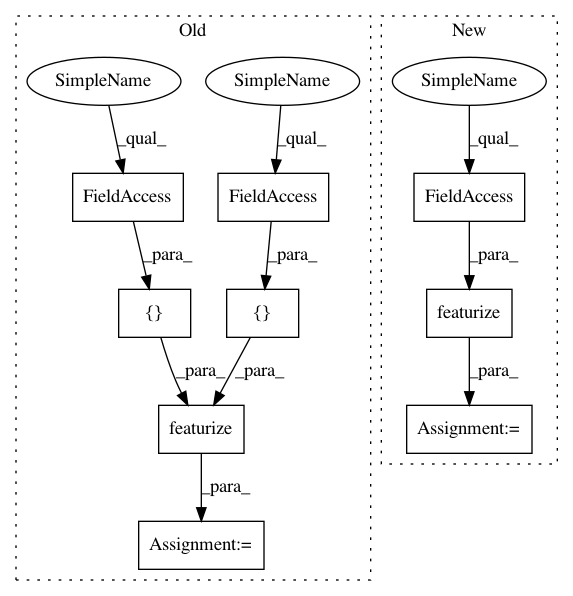 Old
New
SimpleName
SimpleName
SimpleName
_qual_
_qual_
_qual_
FieldAccess
FieldAccess
FieldAccess
_para_
_para_
_para_
{}
{}
featurize
_para_
_para_
_para_
featurize
Assignment:=
_para_
Assignment:=